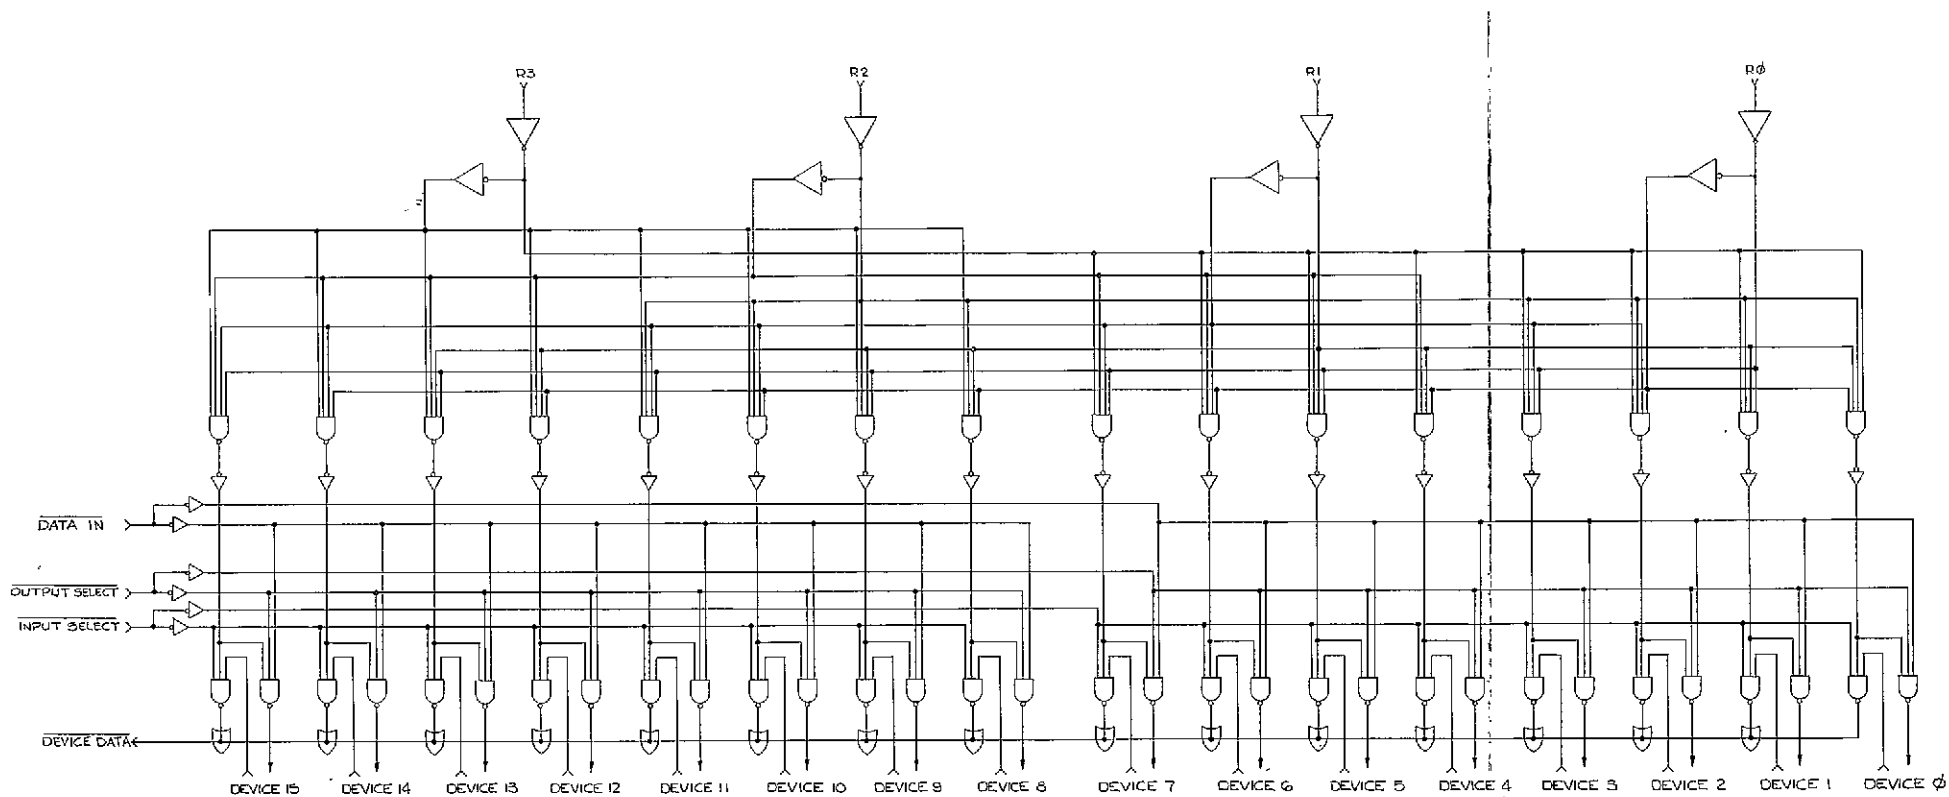 R3
R2
R1
RØ
DATA IN
OUTPUT SELECT
INPUT SELECT
DEVICE DATA
DEVICE 15
DEVICE 14
DEVICE 13
DEVICE 12
DEVICE 11
DEVICE 10
DEVICE 9
DEVICE 8
DEVICE 7
DEVICE 6
DEVICE 5
DEVICE 4
DEVICE 3
DEVICE 2
DEVICE 1
DEVICE Ø